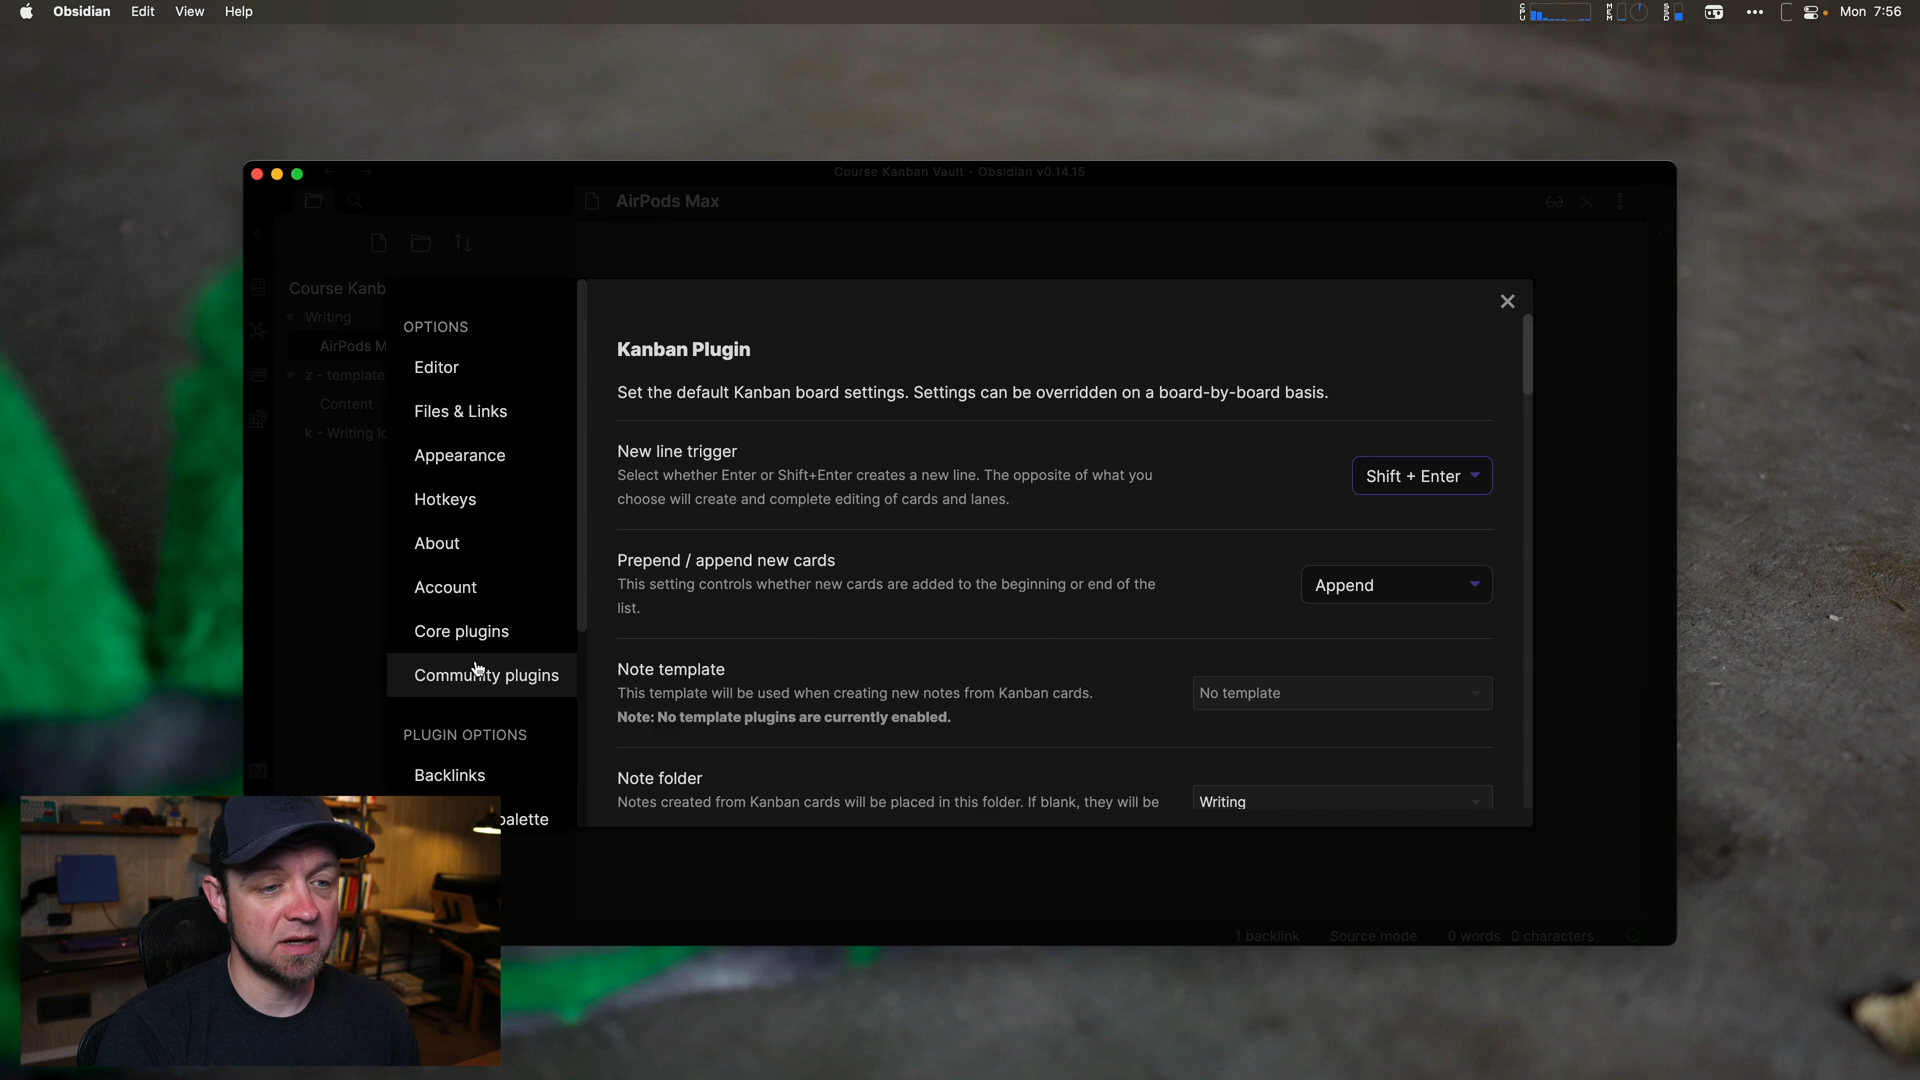 Obsidian Edit View Help
CPU MEM SSD Mon 7:56
Course Kanban Vault - Obsidian v0.14.15
AirPods Max
Course Kanb
Writing
AirPods M
z - template
Content
k - Writing Id
OPTIONS
Editor
Files & Links
Appearance
Hotkeys
About
Account
Core plugins
Community plugins
PLUGIN OPTIONS
Backlinks
palette
Kanban Plugin
Set the default Kanban board settings. Settings can be overridden on a board-by-board basis.
New line trigger
Select whether Enter or Shift+Enter creates a new line. The opposite of what you
choose will create and complete editing of cards and lanes.
Shift + Enter
Prepend / append new cards
This setting controls whether new cards are added to the beginning or end of the
list.
Append
Note template
This template will be used when creating new notes from Kanban cards.
Note: No template plugins are currently enabled.
No template
Note folder
Notes created from Kanban cards will be placed in this folder. If blank, they will be
Writing
1 backlink Source mode 0 words 0 characters